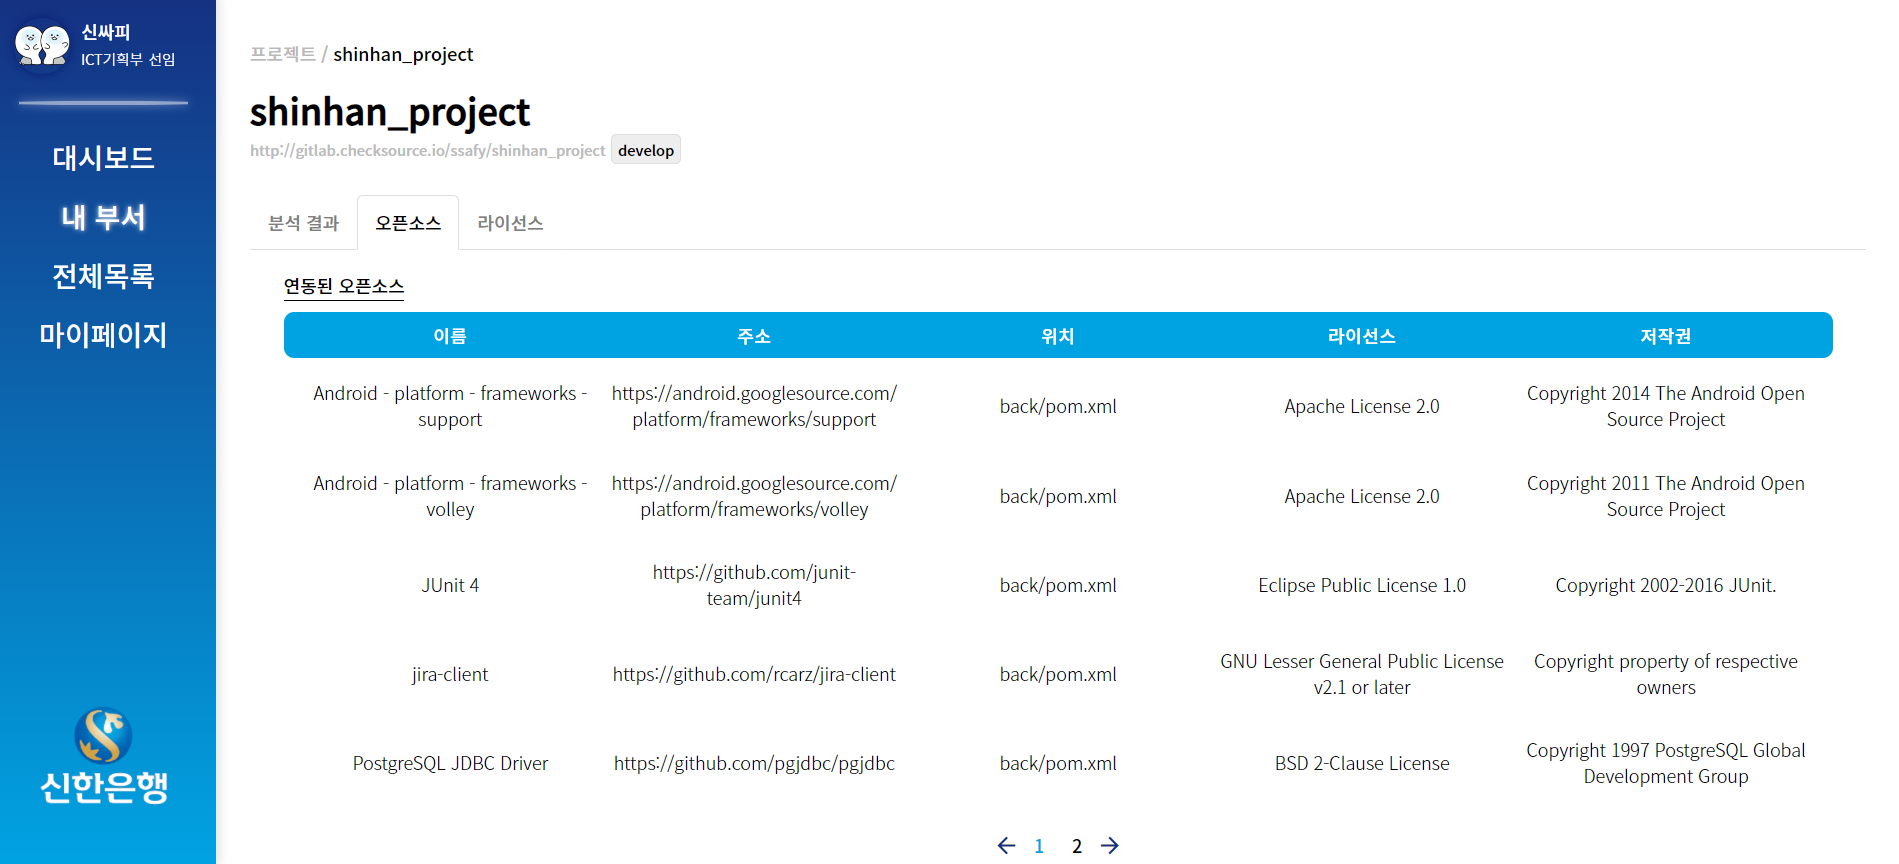 신싸피
ICT기획부 선임
대시보드
내 부서
전체목록
마이페이지
신한은행
프로젝트 / shinhan_project
shinhan_project
http://gitlab.checksource.io/ssafy/shinhan_project develop
분석 결과 오픈소스 라이선스
연동된 오픈소스
이름 주소 위치 라이선스 저작권
Android - platform - frameworks -
support
https://android.googlesource.com/
platform/frameworks/support
back/pom.xml
Apache License 2.0
Copyright 2014 The Android Open
Source Project
Android - platform - frameworks -
volley
https://android.googlesource.com/
platform/frameworks/volley
back/pom.xml
Apache License 2.0
Copyright 2011 The Android Open
Source Project
JUnit 4
https://github.com/junit-
team/junit4
back/pom.xml
Eclipse Public License 1.0
Copyright 2002-2016 JUnit.
jira-client
https://github.com/rcarz/jira-client
back/pom.xml
GNU Lesser General Public License
v2.1 or later
Copyright property of respective
owners
PostgreSQL JDBC Driver
https://github.com/pgjdbc/pgjdbc
back/pom.xml
BSD 2-Clause License
Copyright 1997 PostgreSQL Global
Development Group
← 1 2 →